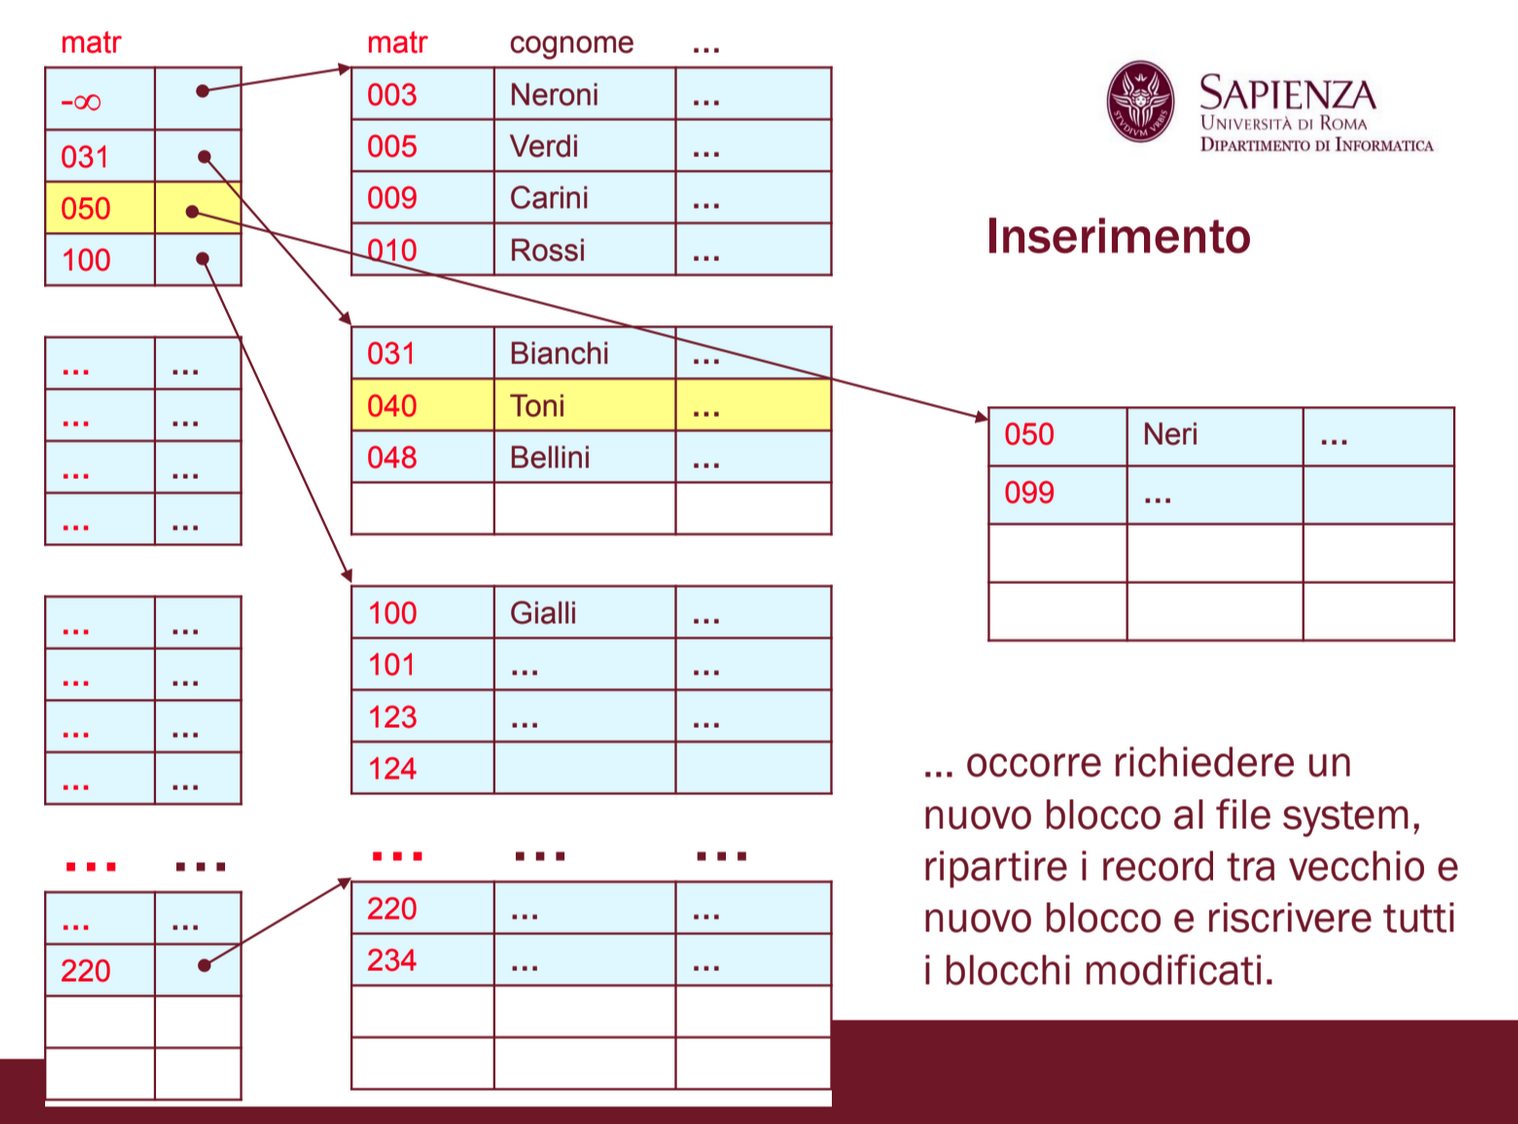 matr
-∞
031
050
100
... ...
... ...
... ...
... ...
... ...
... ...
... ...
... ...
... ...
... ...
220
matr cognome ...
003 Neroni ...
005 Verdi ...
009 Carini ...
010 Rossi ...
031 Bianchi ...
040 Toni ...
048 Bellini ...
100 Gialli ...
101 ... ...
123 ... ...
124
... ... ...
220 ... ...
234 ... ...
STVDIVM VRBIS
SAPIENZA
UNIVERSITÀ DI ROMA
DIPARTIMENTO DI INFORMATICA
Inserimento
050 Neri ...
099 ...
... occorre richiedere un
nuovo blocco al file system,
ripartire i record tra vecchio e
nuovo blocco e riscrivere tutti
i blocchi modificati.